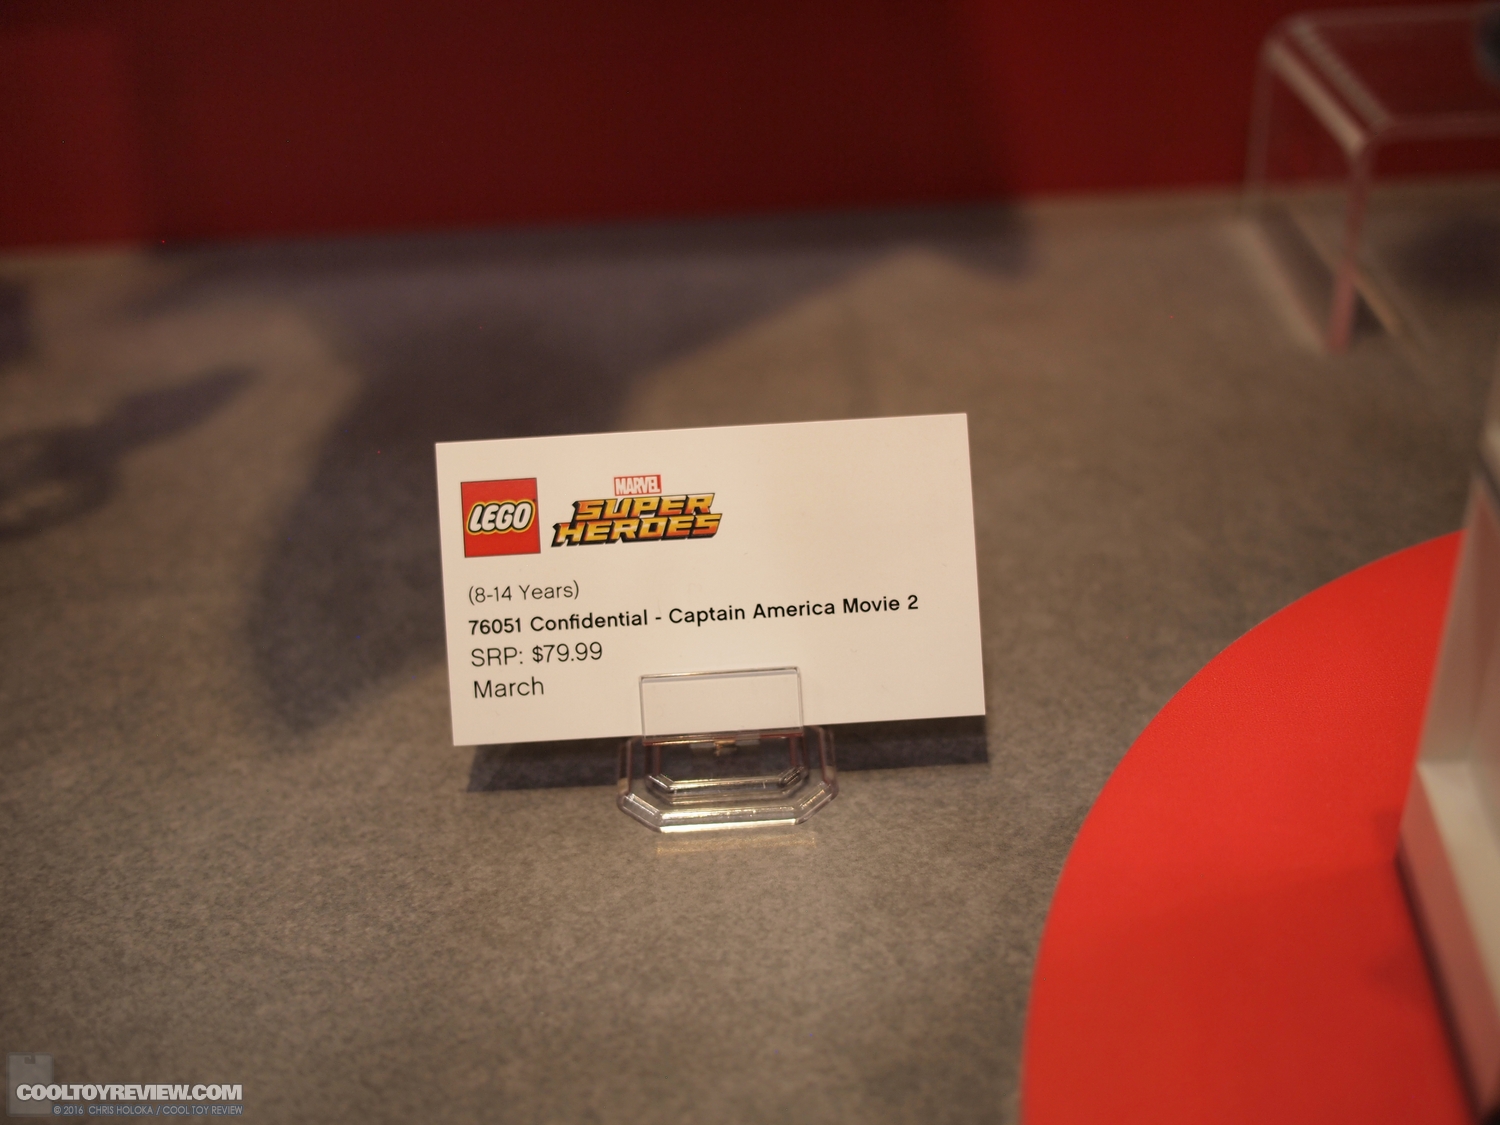 LEGO
MARVEL
SUPER
HEROES
(8-14 Years)
76051 Confidential - Captain America Movie 2
SRP: $79.99
March
COOLTOYREVIEW.COM
© 2016 CHRIS HOLOKA / COOL TOY REVIEW